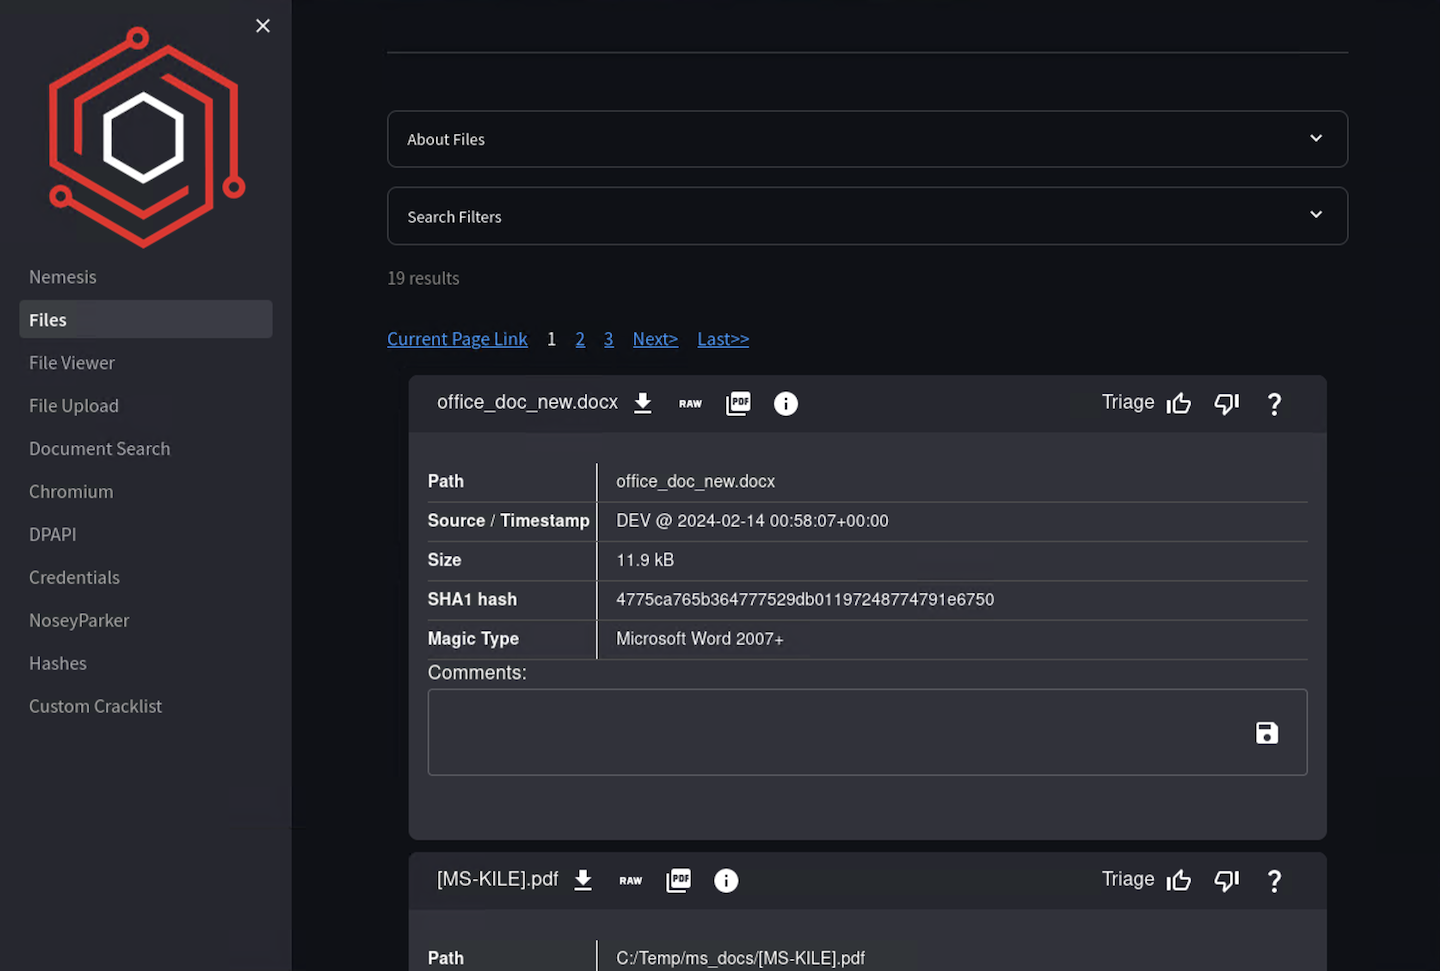 Nemesis
Files
File Viewer
File Upload
Document Search
Chromium
DPAPI
Credentials
NoseyParker
Hashes
Custom Cracklist
About Files
Search Filters
19 results
Current Page Link 1 2 3 Next> Last>>
office_doc_new.docx RAW PDF Triage ?
Path office_doc_new.docx
Source / Timestamp DEV @ 2024-02-14 00:58:07+00:00
Size 11.9 kB
SHA1 hash 4775ca765b364777529db01197248774791e6750
Magic Type Microsoft Word 2007+
Comments:
[MS-KILE].pdf RAW PDF Triage ?
Path C:/Temp/ms_docs/[MS-KILE].pdf